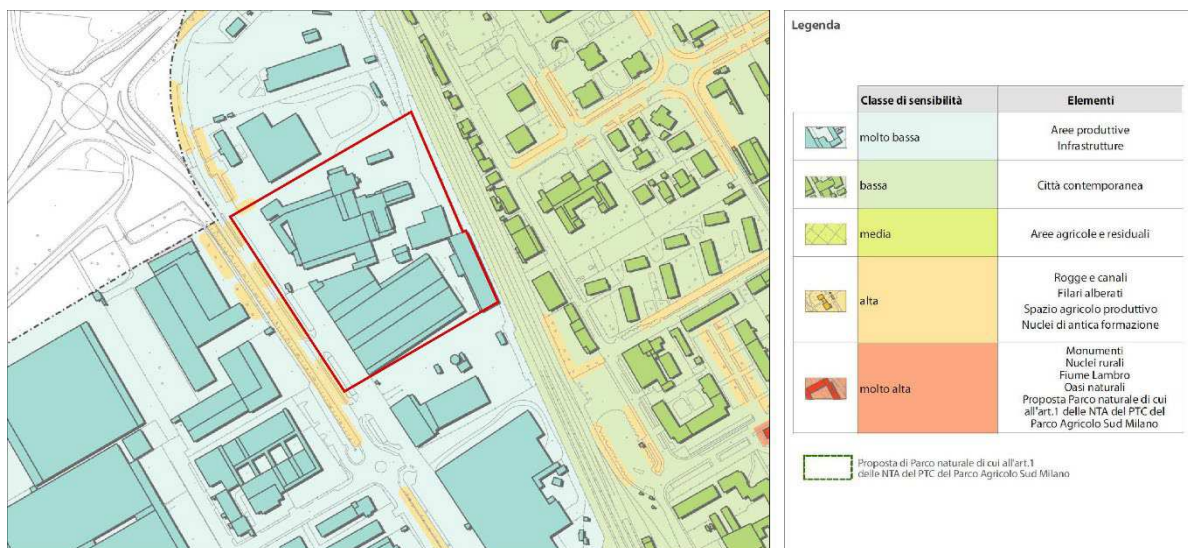 Legenda
Classe di sensibilità
Elementi
molto bassa
Aree produttive
Infrastrutture
bassa
Città contemporanea
media
Aree agricole e residuali
alta
Rogge e canali
Filari alberati
Spazio agricolo produttivo
Nuclei di antica formazione
molto alta
Monumenti
Nuclei rurali
Fiume Lambro
Oasi naturali
Proposta Parco naturale di cui
all'art.1 delle NTA del PTC del
Parco Agricolo Sud Milano
Proposta di Parco naturale di cui all'art.1
delle NTA del PTC del Parco Agricolo Sud Milano